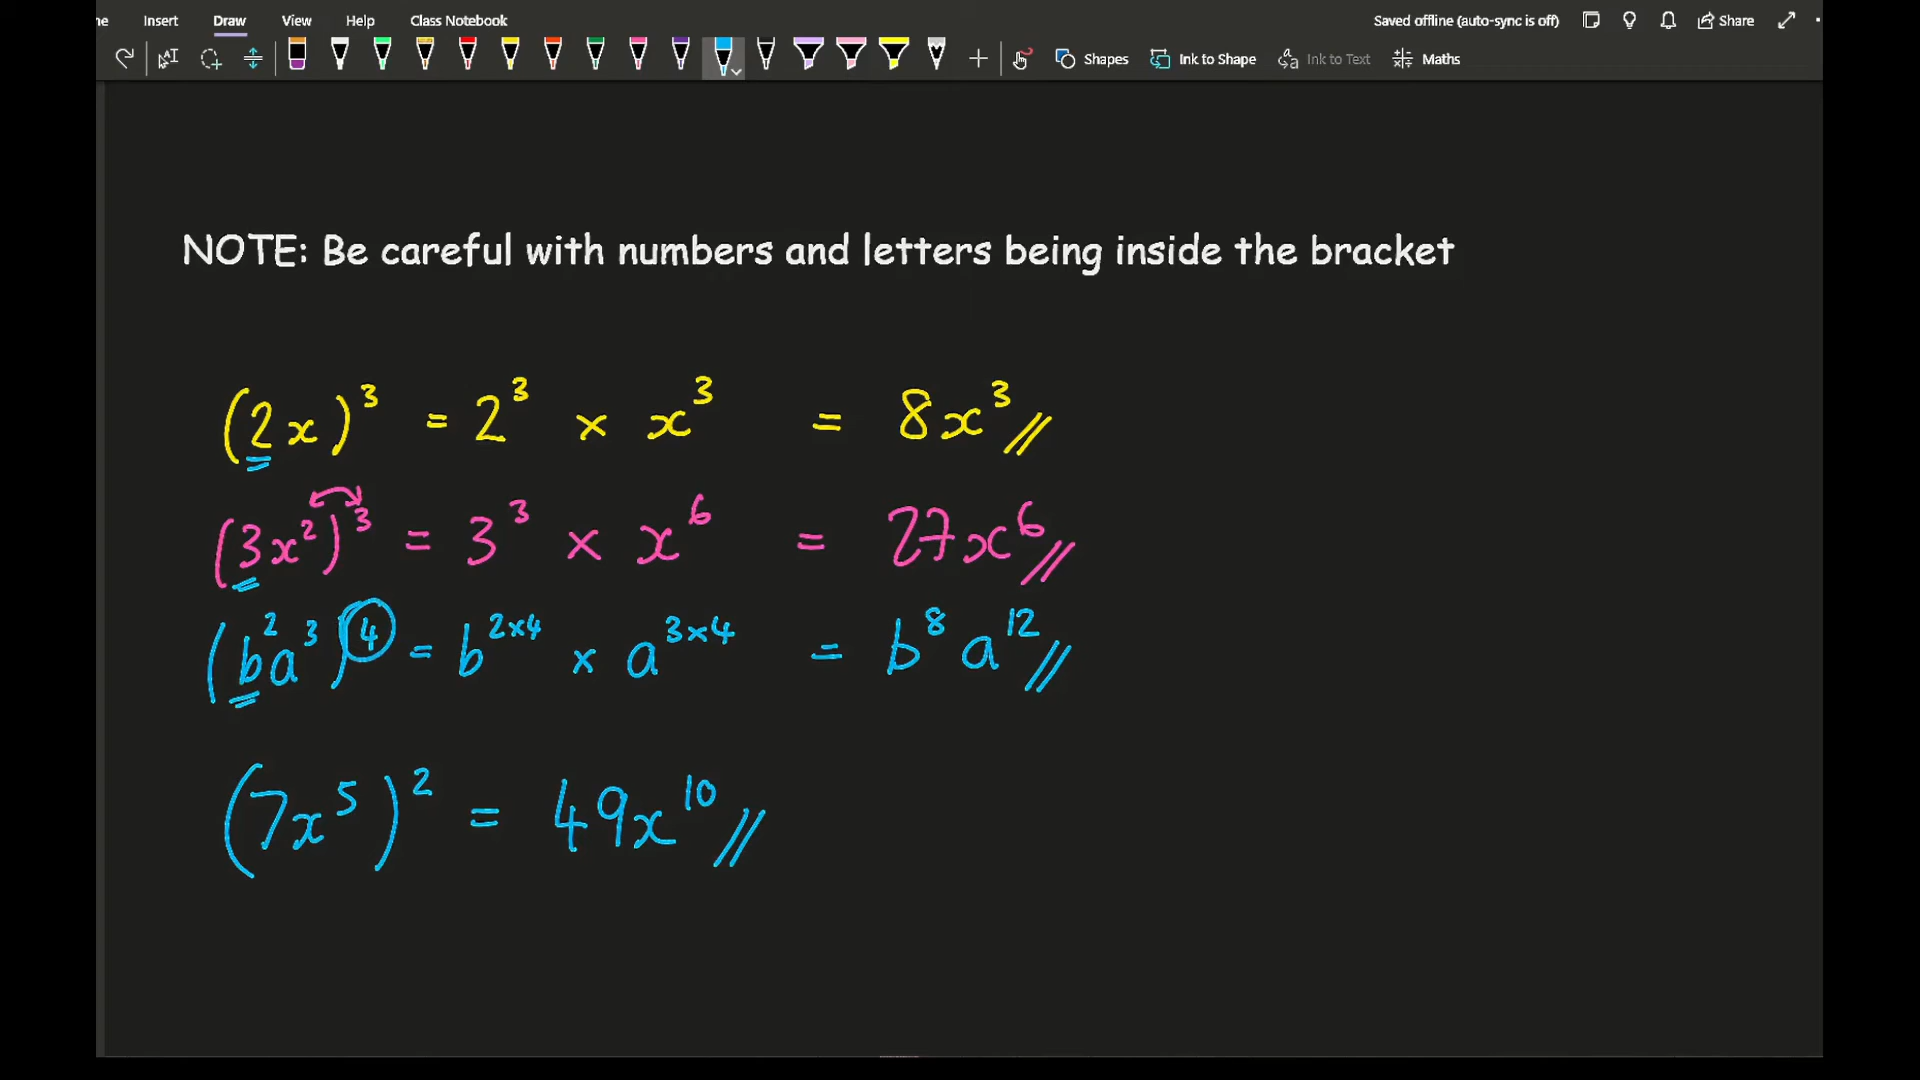 Insert Draw View Help Class Notebook Saved offline (auto-sync is off) Share
Shapes Ink to Shape Ink to Text Maths
NOTE: Be careful with numbers and letters being inside the bracket
(2x)³ = 2³ × x³ = 8x³//
(3x²)³ = 3³ × x⁶ = 27x⁶//
(b²a³)⁴ = b²ˣ⁴ × a³ˣ⁴ = b⁸ a¹²//
(7x⁵)² = 49x¹⁰//